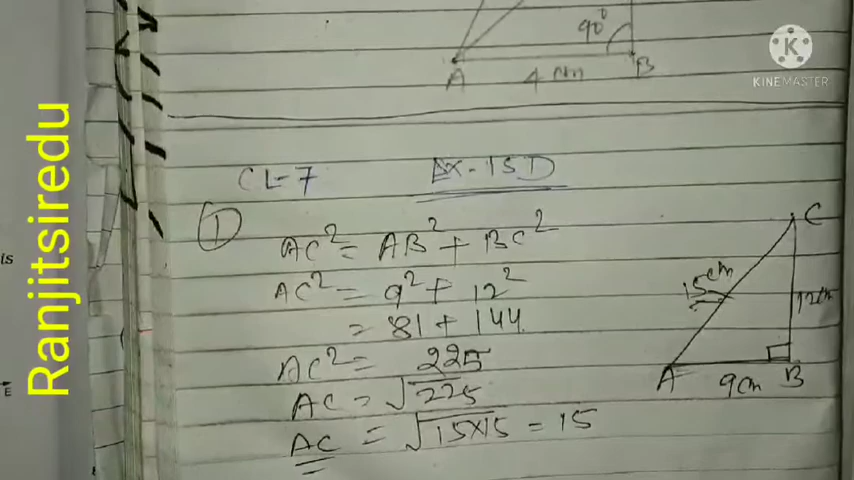 90°
A 4 cm B
K
KINEMASTER
Ranjitsiredu
is
E
CL-7 Ex-15D
1
AC² = AB² + BC²
AC² = 9² + 12²
= 81 + 144
AC² = 225
AC = √225
AC = √15×15 = 15
C
15cm
12cm
A 9cm B